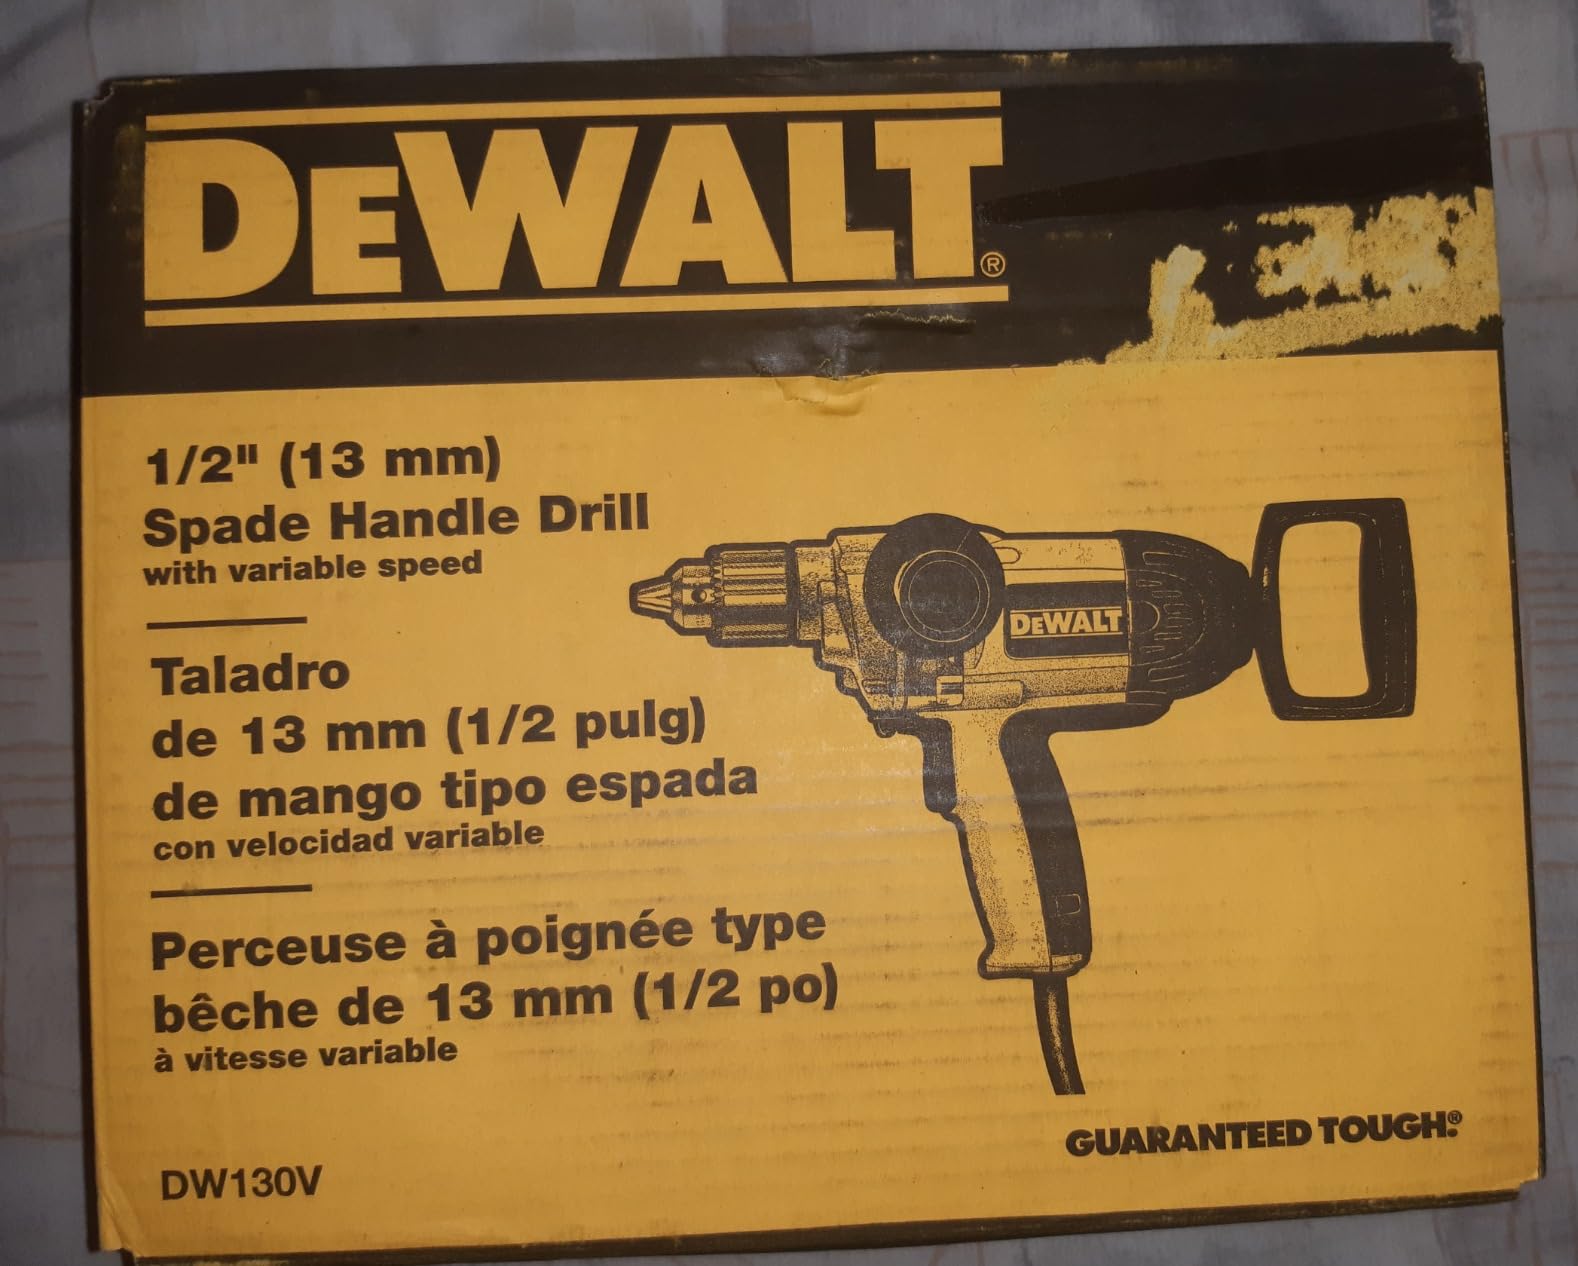 DEWALT®
1/2" (13 mm)
Spade Handle Drill
with variable speed
Taladro
de 13 mm (1/2 pulg)
de mango tipo espada
con velocidad variable
Perceuse à poignée type
bêche de 13 mm (1/2 po)
à vitesse variable
DEWALT
GUARANTEED TOUGH.®
DW130V